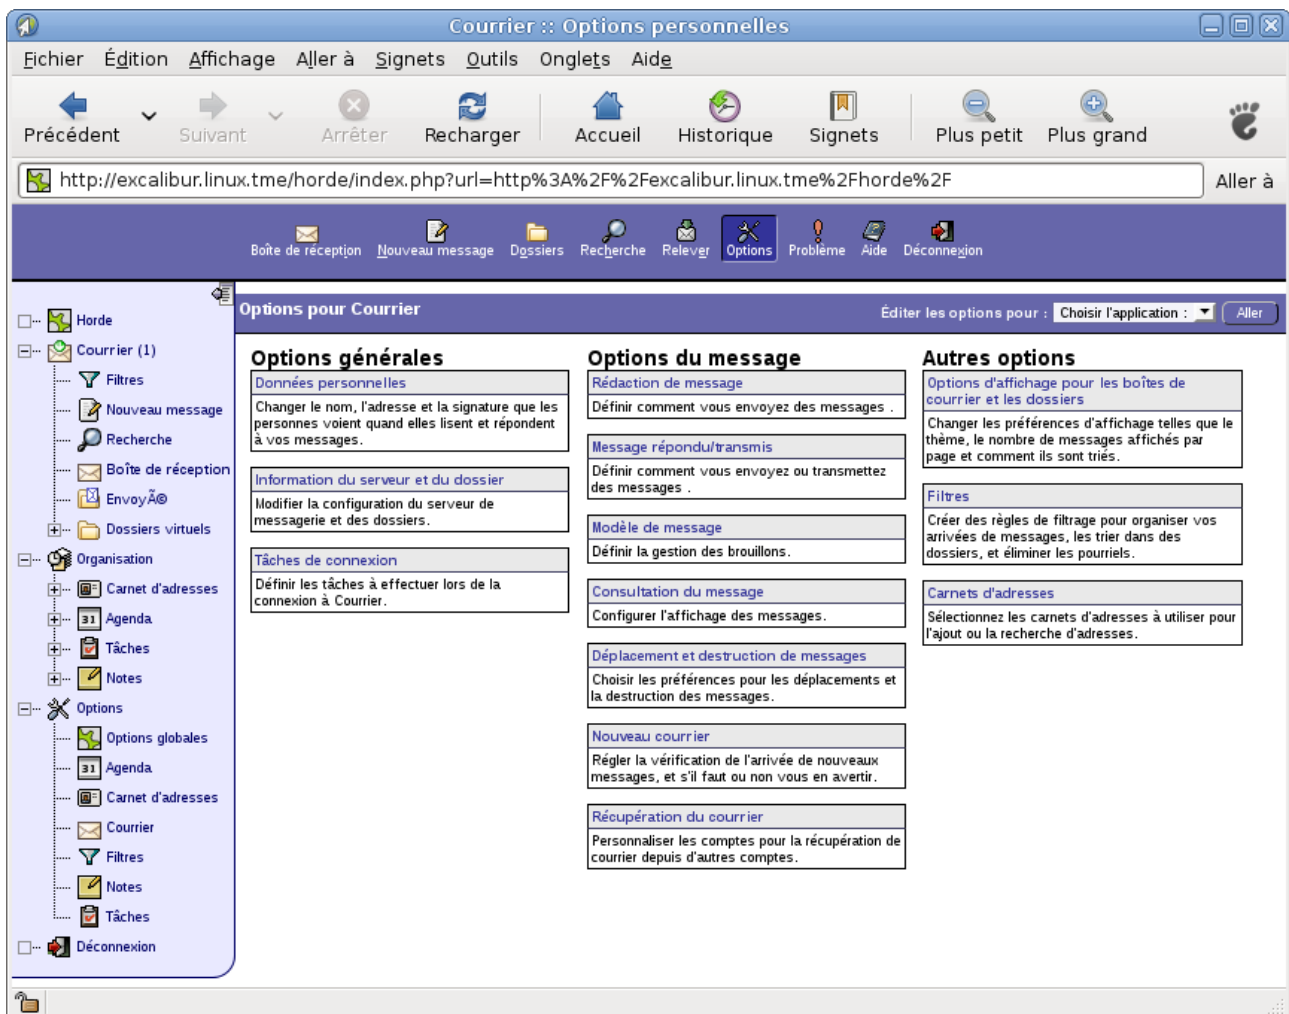 Courrier :: Options personnelles
Fichier Édition Affichage Aller à Signets Outils Onglets Aide
Précédent Suivant Arrêter Recharger Accueil Historique Signets Plus petit Plus grand
http://excalibur.linux.tme/horde/index.php?url=http%3A%2F%2Fexcalibur.linux.tme%2Fhorde%2F Aller à
Boîte de réception Nouveau message Dossiers Recherche Relever Options Problème Aide Déconnexion
Horde
Courrier (1)
Filtres
Nouveau message
Recherche
Boîte de réception
EnvoyÃ©
Dossiers virtuels
Organisation
Carnet d'adresses
31 Agenda
Tâches
Notes
Options
Options globales
31 Agenda
Carnet d'adresses
Courrier
Filtres
Notes
Tâches
Déconnexion
Options pour Courrier
Éditer les options pour : Choisir l'application : Aller
Options générales
Données personnelles
Changer le nom, l'adresse et la signature que les
personnes voient quand elles lisent et répondent
à vos messages.
Information du serveur et du dossier
Modifier la configuration du serveur de
messagerie et des dossiers.
Tâches de connexion
Définir les tâches à effectuer lors de la
connexion à Courrier.
Options du message
Rédaction de message
Définir comment vous envoyez des messages .
Message répondu/transmis
Définir comment vous envoyez ou transmettez
des messages .
Modèle de message
Définir la gestion des brouillons.
Consultation du message
Configurer l'affichage des messages.
Déplacement et destruction de messages
Choisir les préférences pour les déplacements et
la destruction des messages.
Nouveau courrier
Régler la vérification de l'arrivée de nouveaux
messages, et s'il faut ou non vous en avertir.
Récupération du courrier
Personnaliser les comptes pour la récupération de
courrier depuis d'autres comptes.
Autres options
Options d'affichage pour les boîtes de
courrier et les dossiers
Changer les préférences d'affichage telles que le
thème, le nombre de messages affichés par
page et comment ils sont triés.
Filtres
Créer des règles de filtrage pour organiser vos
arrivées de messages, les trier dans des
dossiers, et éliminer les pourriels.
Carnets d'adresses
Sélectionnez les carnets d'adresses à utiliser pour
l'ajout ou la recherche d'adresses.